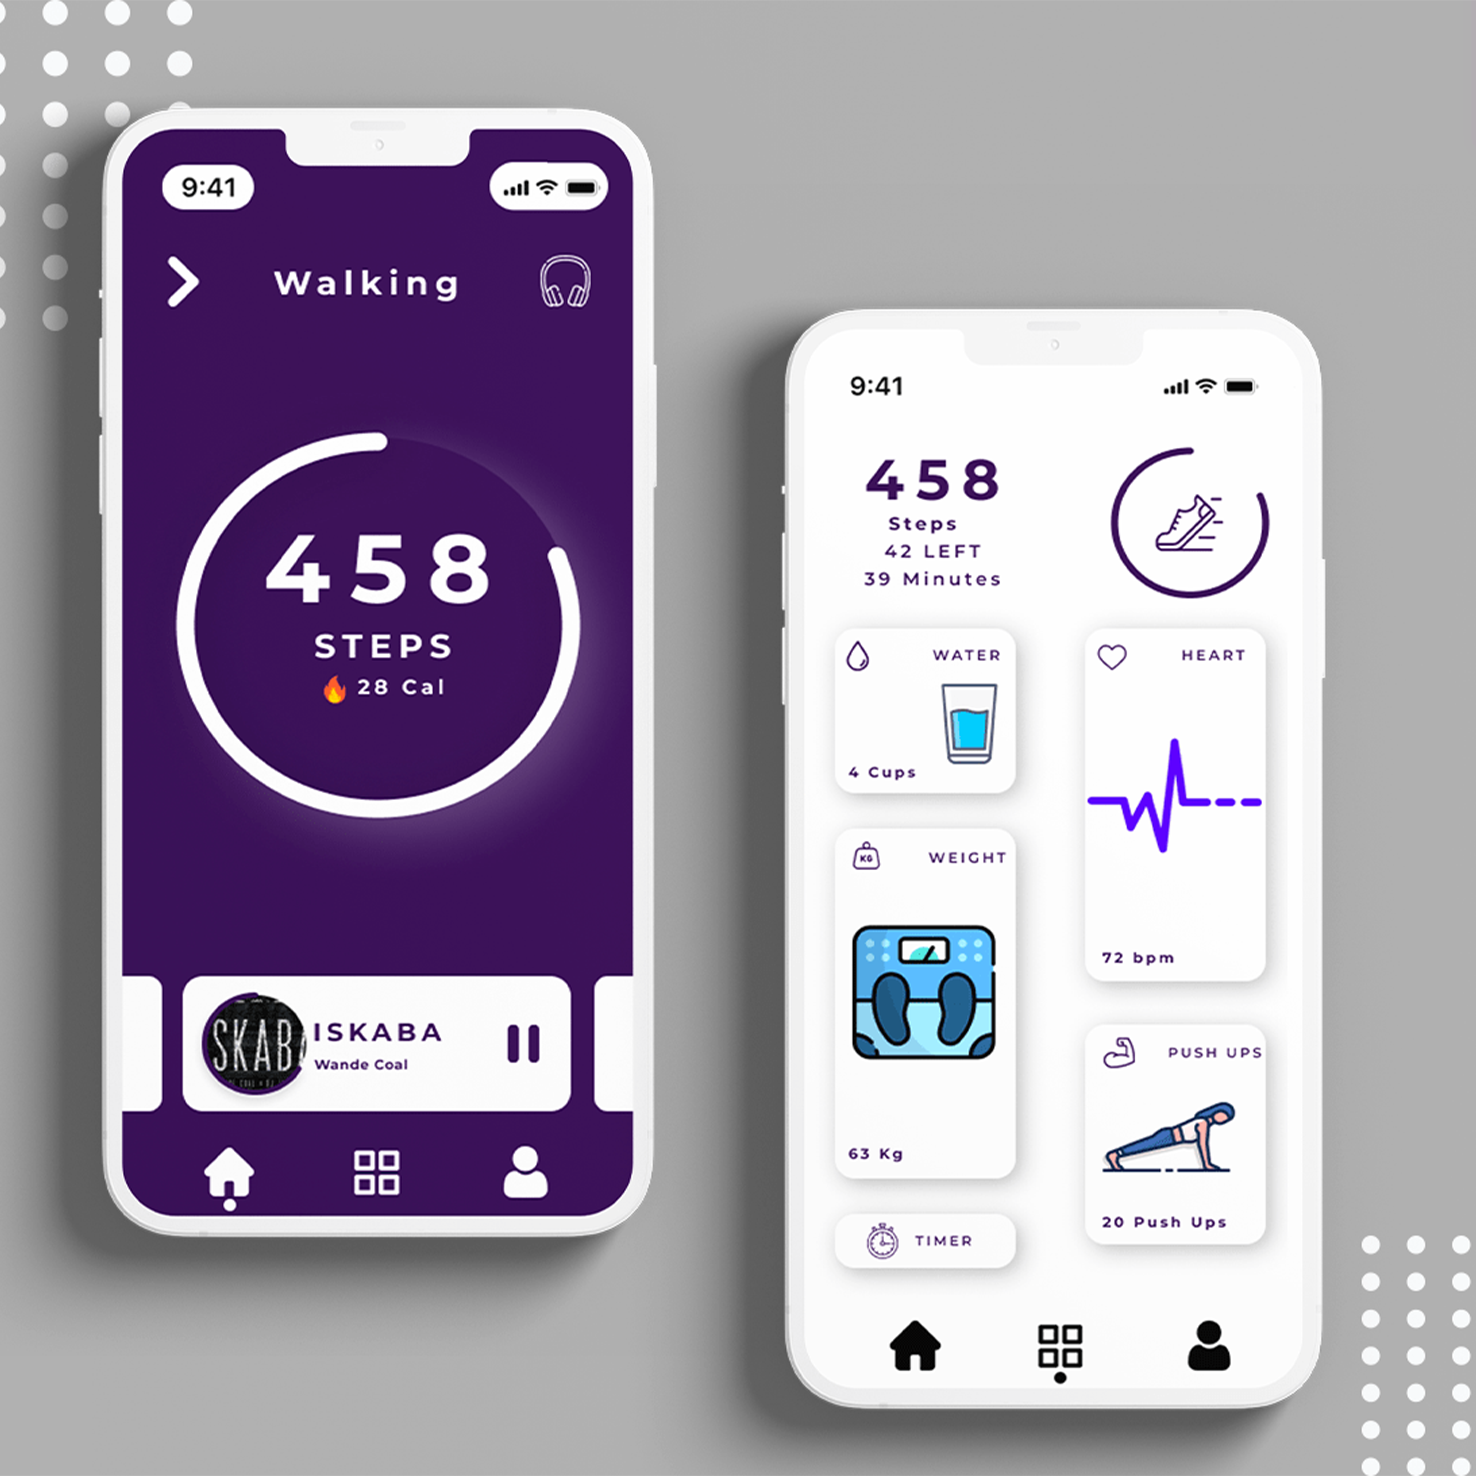 9:41
Walking
458
STEPS
28 Cal
SKAB
ISKABA
Wande Coal
9:41
458
Steps
42 LEFT
39 Minutes
WATER
4 Cups
HEART
72 bpm
KG
WEIGHT
63 Kg
PUSH UPS
20 Push Ups
TIMER